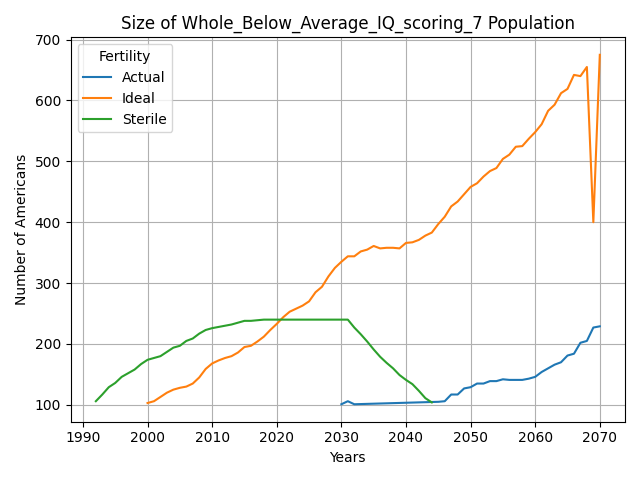 Size of Whole_Below_Average_IQ_scoring_7 Population
Number of Americans
700
600
500
400
300
200
100
Fertility
Actual
Ideal
Sterile
1990 2000 2010 2020 2030 2040 2050 2060 2070
Years